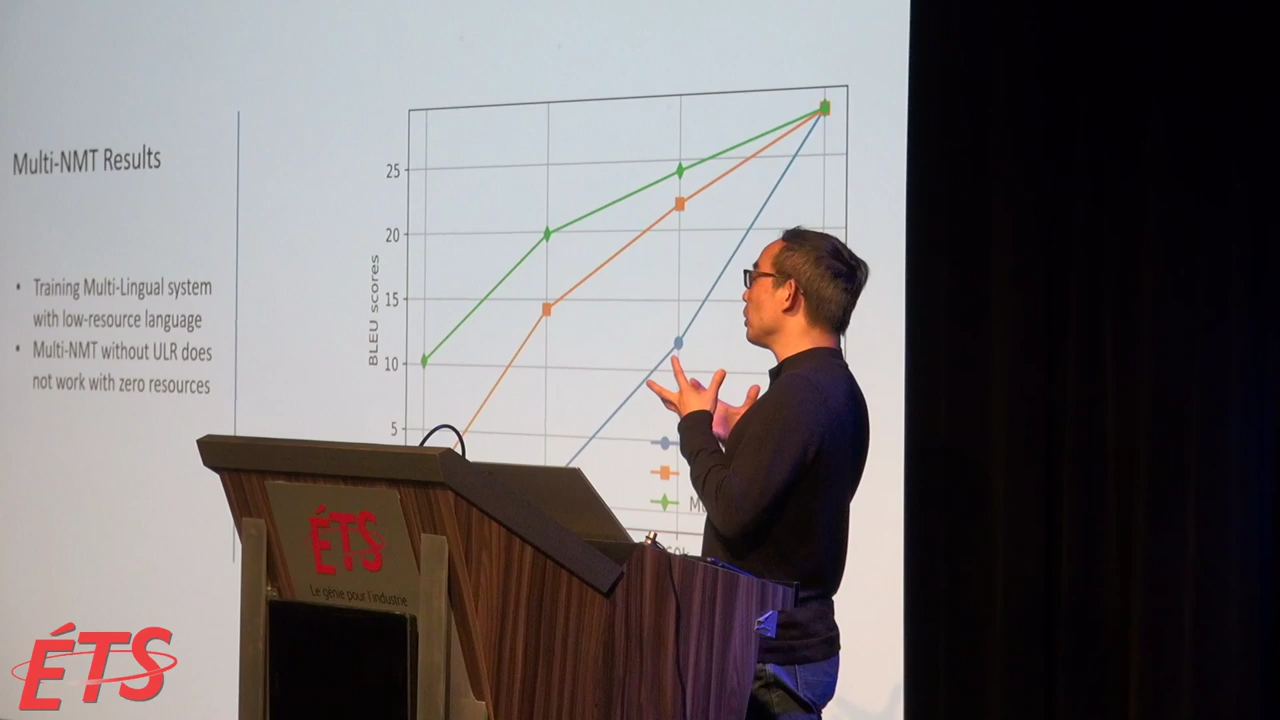 Multi-NMT Results
• Training Multi-Lingual system
with low-resource language
• Multi-NMT without ULR does
not work with zero resources
BLEU scores
25
20
15
10
5
ÉTS
Le génie pour l'industrie
ÉTS